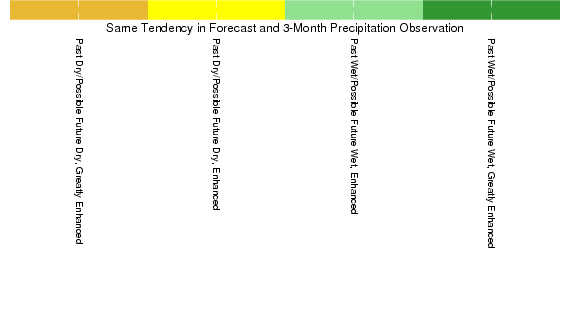 Same Tendency in Forecast and 3-Month Precipitation Observation
Past Dry/Possible Future Dry, Greatly Enhanced
Past Dry/Possible Future Dry, Enhanced
Past Wet/Possible Future Wet, Enhanced
Past Wet/Possible Future Wet, Greatly Enhanced